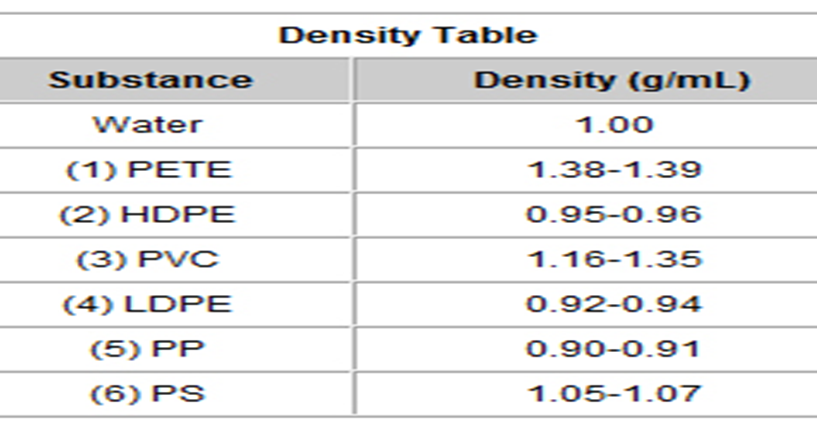 Density Table
Substance Density (g/mL)
Water 1.00
(1) PETE 1.38-1.39
(2) HDPE 0.95-0.96
(3) PVC 1.16-1.35
(4) LDPE 0.92-0.94
(5) PP 0.90-0.91
(6) PS 1.05-1.07